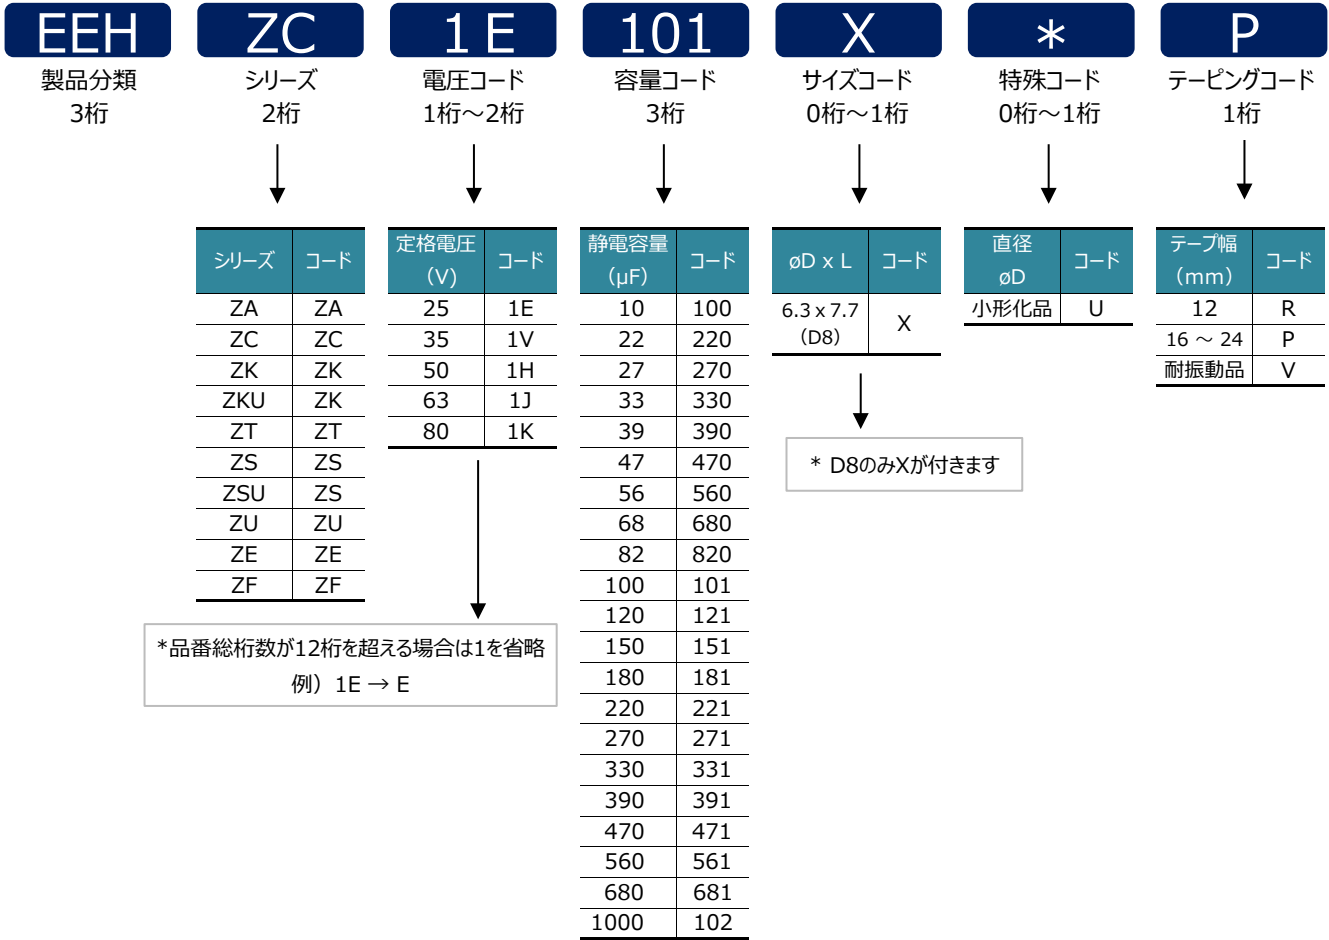 EEH ZC 1E 101 X * P
製品分類 シリーズ 電圧コード 容量コード サイズコード 特殊コード テーピングコード
3桁 2桁 1桁～2桁 3桁 0桁～1桁 0桁～1桁 1桁
シリーズ コード
ZA ZA
ZC ZC
ZK ZK
ZKU ZK
ZT ZT
ZS ZS
ZSU ZS
ZU ZU
ZE ZE
ZF ZF
定格電圧
（V） コード
25 1E
35 1V
50 1H
63 1J
80 1K
*品番総桁数が12桁を超える場合は1を省略
例）1E → E
静電容量
（μF） コード
10 100
22 220
27 270
33 330
39 390
47 470
56 560
68 680
82 820
100 101
120 121
150 151
180 181
220 221
270 271
330 331
390 391
470 471
560 561
680 681
1000 102
øD x L コード
6.3 x 7.7
（D8） X
* D8のみXが付きます
直径
øD コード
小形化品 U
テープ幅
（mm） コード
12 R
16 ～ 24 P
耐振動品 V